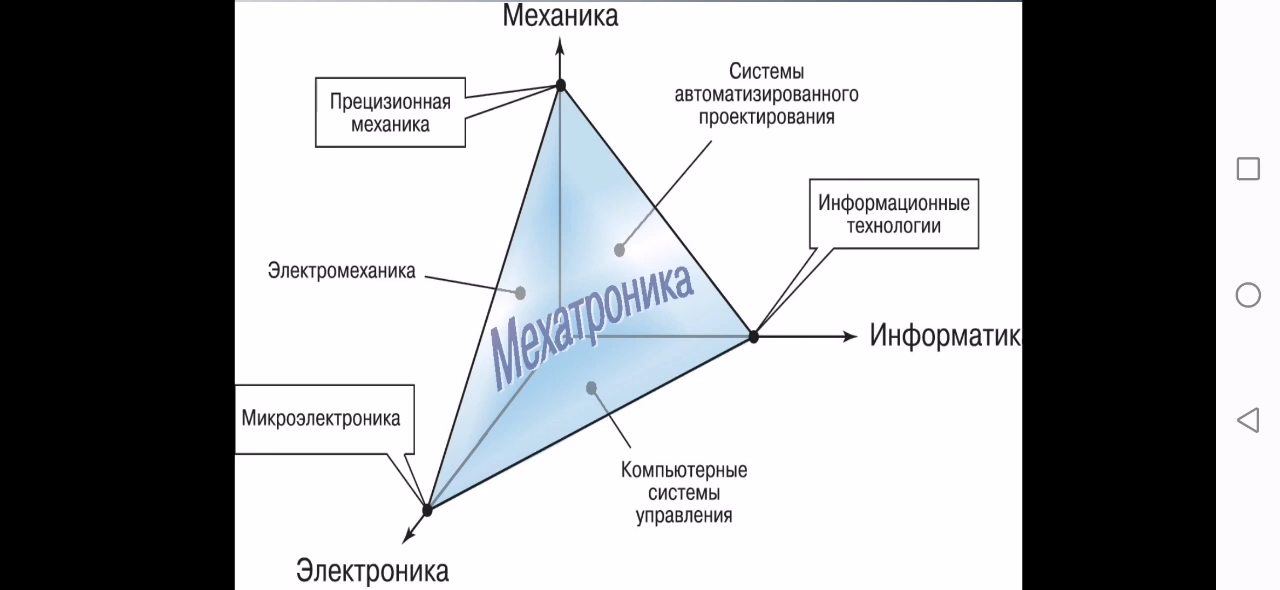 Механика
Прецизионная
механика
Системы
автоматизированного
проектирования
Информационные
технологии
Электромеханика
Мехатроника
Информатик
Микроэлектроника
Компьютерные
системы
управления
Электроника